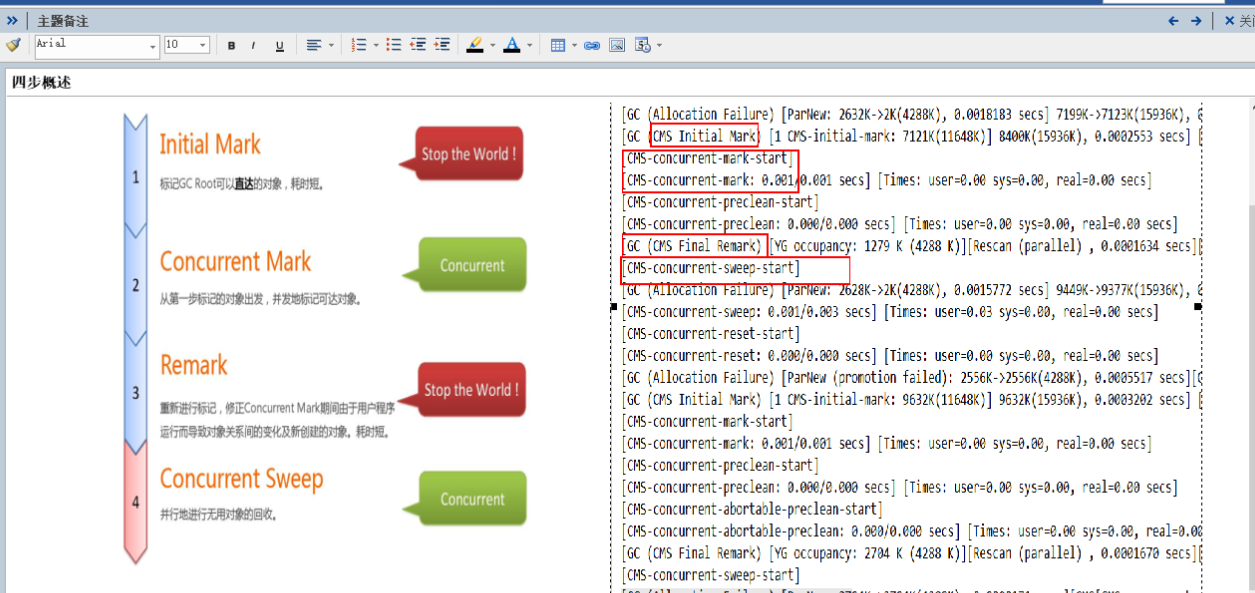 主题备注
关
Arial
10
B I U
四步概述
1
Initial Mark
标记GC Root可以直达的对象，耗时短。
Stop the World !
2
Concurrent Mark
从第一步标记的对象出发，并发地标记可达对象。
Concurrent
3
Remark
重新进行标记，修正Concurrent Mark期间由于用户程序
运行而导致对象关系间的变化及新创建的对象。耗时短。
Stop the World !
4
Concurrent Sweep
并行地进行无用对象的回收。
Concurrent
[GC (Allocation Failure) [ParNew: 2632K->2K(4288K), 0.0018183 secs] 7199K->7123K(15936K),
[GC (CMS Initial Mark) [1 CMS-initial-mark: 7121K(11648K)] 8400K(15936K), 0.0002553 secs] [
[CMS-concurrent-mark-start]
[CMS-concurrent-mark: 0.001/0.001 secs] [Times: user=0.00 sys=0.00, real=0.00 secs]
[CMS-concurrent-preclean-start]
[CMS-concurrent-preclean: 0.000/0.000 secs] [Times: user=0.00 sys=0.00, real=0.00 secs]
[GC (CMS Final Remark) [YG occupancy: 1279 K (4288 K)][Rescan (parallel) , 0.0001634 secs][
[CMS-concurrent-sweep-start]
[GC (Allocation Failure) [ParNew: 2628K->2K(4288K), 0.0015772 secs] 9449K->9377K(15936K),
[CMS-concurrent-sweep: 0.001/0.003 secs] [Times: user=0.03 sys=0.00, real=0.00 secs]
[CMS-concurrent-reset-start]
[CMS-concurrent-reset: 0.000/0.000 secs] [Times: user=0.00 sys=0.00, real=0.00 secs]
[GC (Allocation Failure) [ParNew (promotion failed): 2556K->2556K(4288K), 0.0005517 secs][
[GC (CMS Initial Mark) [1 CMS-initial-mark: 9632K(11648K)] 9632K(15936K), 0.0003202 secs] [
[CMS-concurrent-mark-start]
[CMS-concurrent-mark: 0.001/0.001 secs] [Times: user=0.00 sys=0.00, real=0.00 secs]
[CMS-concurrent-preclean-start]
[CMS-concurrent-preclean: 0.000/0.000 secs] [Times: user=0.00 sys=0.00, real=0.00 secs]
[CMS-concurrent-abortable-preclean-start]
[CMS-concurrent-abortable-preclean: 0.000/0.000 secs] [Times: user=0.00 sys=0.00, real=0.00
[GC (CMS Final Remark) [YG occupancy: 2704 K (4288 K)][Rescan (parallel) , 0.0001670 secs][
[CMS-concurrent-sweep-start]